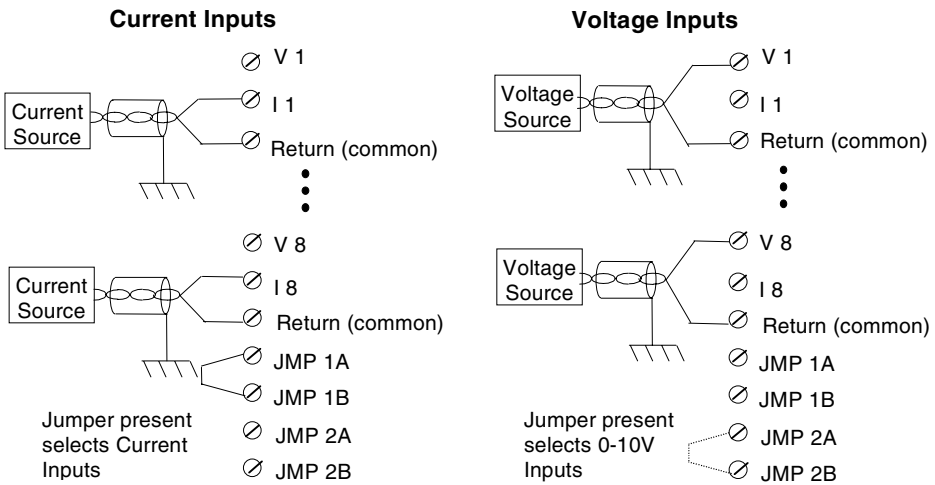 Current Inputs
V 1
Current
Source
I 1
Return (common)
V 8
Current
Source
I 8
Return (common)
JMP 1A
JMP 1B
Jumper present
selects Current
Inputs
JMP 2A
JMP 2B
Voltage Inputs
V 1
Voltage
Source
I 1
Return (common)
V 8
Voltage
Source
I 8
Return (common)
JMP 1A
JMP 1B
Jumper present
selects 0-10V
Inputs
JMP 2A
JMP 2B